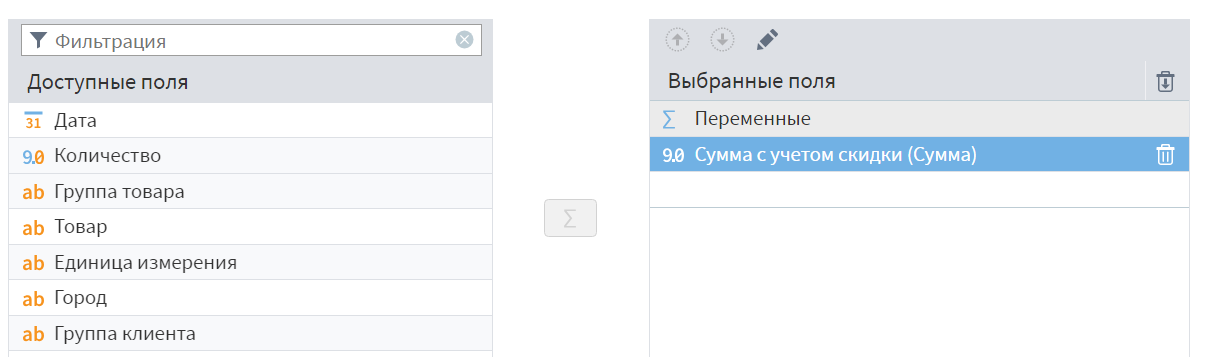 Фильтрация
Доступные поля
31 Дата
9.0 Количество
ab Группа товара
ab Товар
ab Единица измерения
ab Город
ab Группа клиента
Σ
Выбранные поля
Σ Переменные
9.0 Сумма с учетом скидки (Сумма)